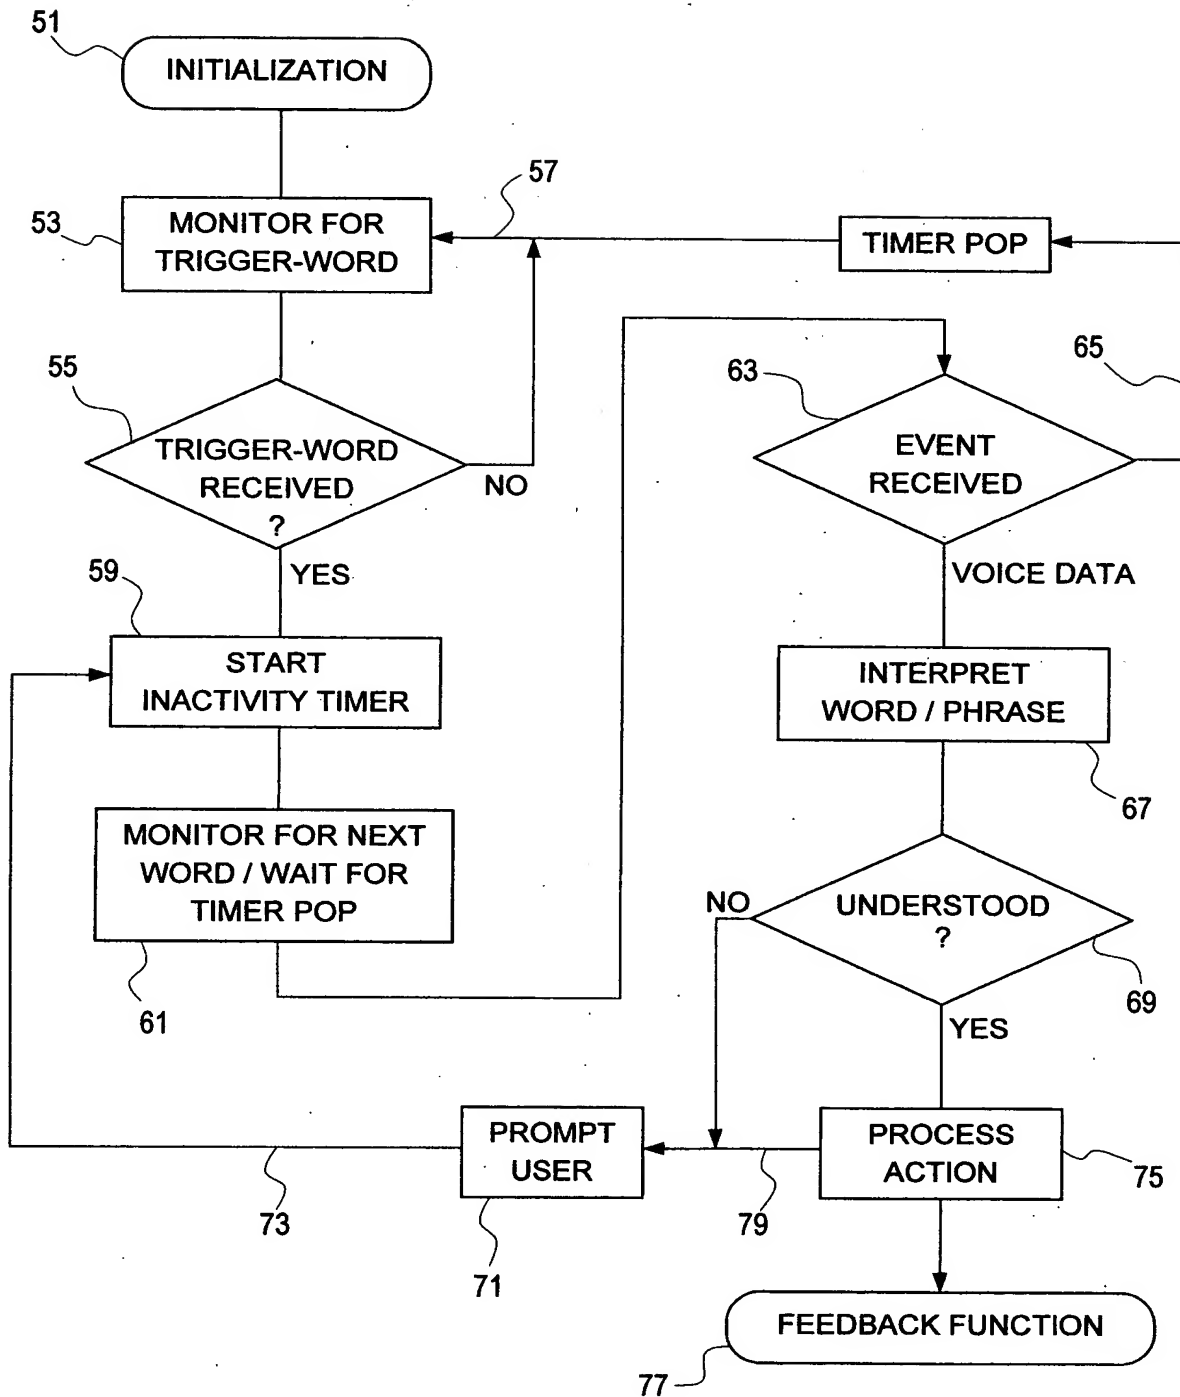 51
INITIALIZATION
53
MONITOR FOR
TRIGGER-WORD
57
TIMER POP
55
TRIGGER-WORD
RECEIVED
?
NO
YES
63
EVENT
RECEIVED
65
VOICE DATA
59
START
INACTIVITY TIMER
INTERPRET
WORD / PHRASE
67
MONITOR FOR NEXT
WORD / WAIT FOR
TIMER POP
61
NO
UNDERSTOOD
?
69
YES
PROMPT
USER
71
73
79
PROCESS
ACTION
75
FEEDBACK FUNCTION
77